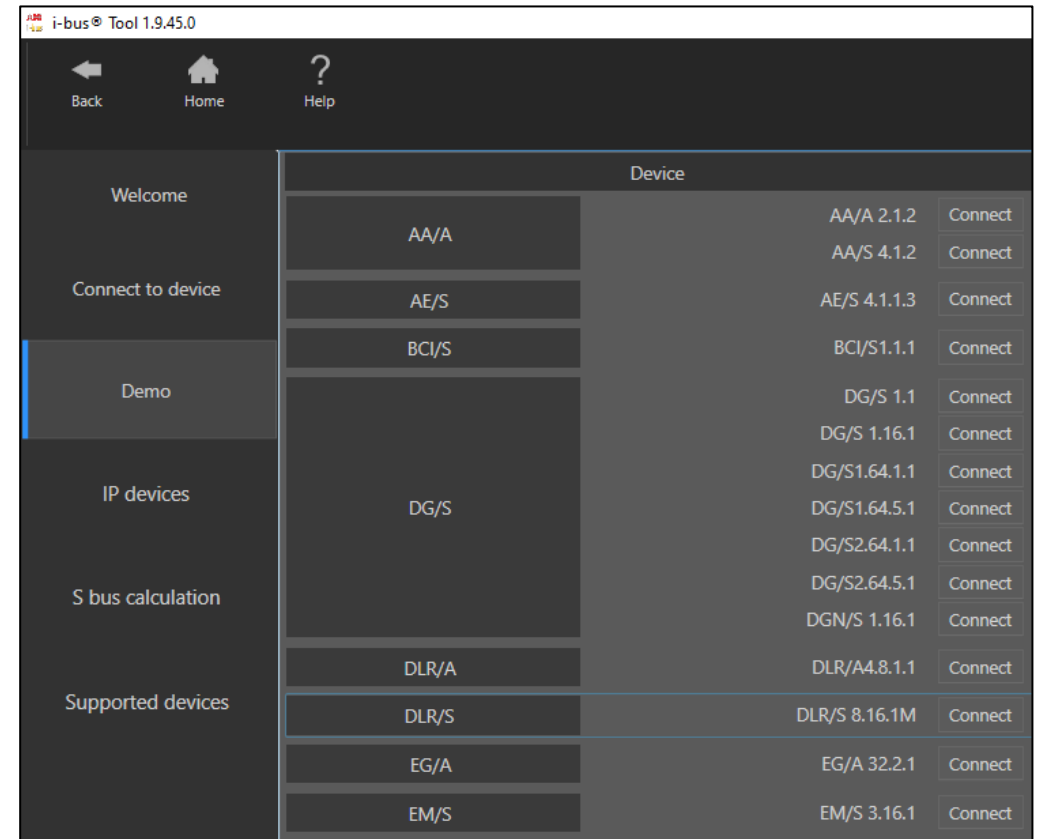 i-bus® Tool 1.9.45.0
Back
Home
Help
Welcome
Connect to device
Demo
IP devices
S bus calculation
Supported devices
Device
AA/A
AA/A 2.1.2 Connect
AA/S 4.1.2 Connect
AE/S
AE/S 4.1.1.3 Connect
BCI/S
BCI/S1.1.1 Connect
DG/S
DG/S 1.1 Connect
DG/S 1.16.1 Connect
DG/S1.64.1.1 Connect
DG/S1.64.5.1 Connect
DG/S2.64.1.1 Connect
DG/S2.64.5.1 Connect
DGN/S 1.16.1 Connect
DLR/A
DLR/A4.8.1.1 Connect
DLR/S
DLR/S 8.16.1M Connect
EG/A
EG/A 32.2.1 Connect
EM/S
EM/S 3.16.1 Connect